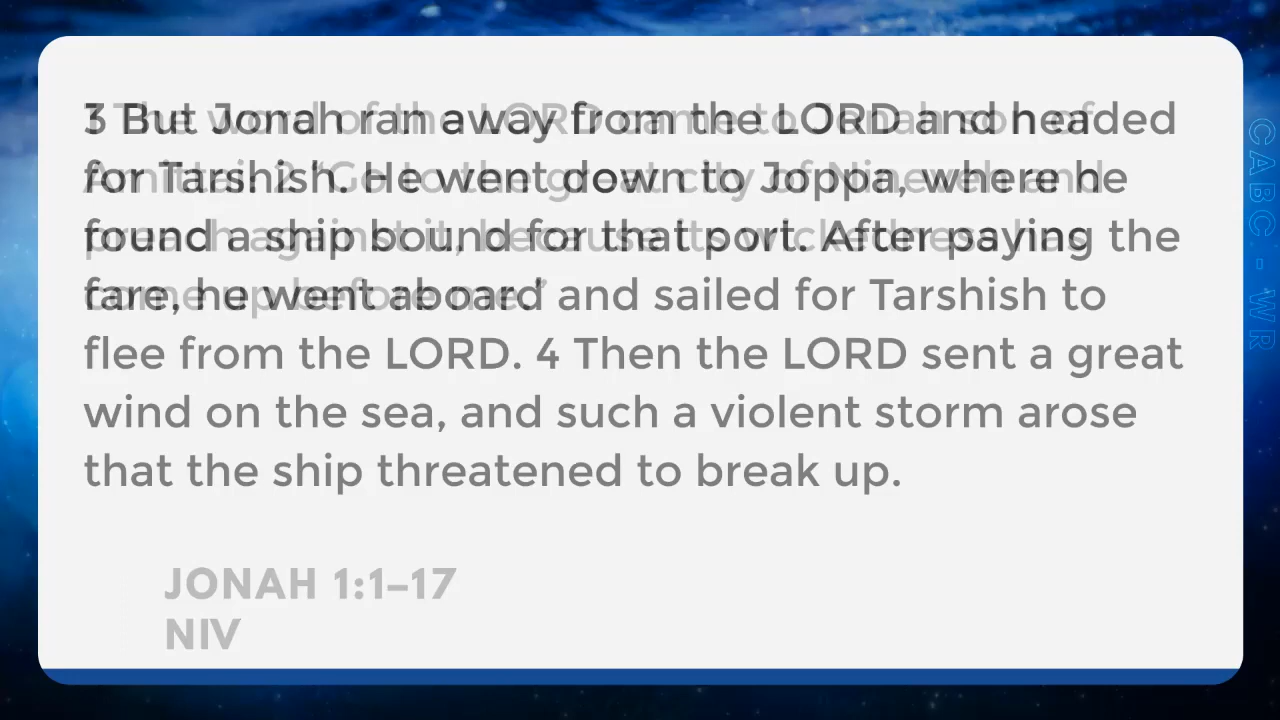 3 But Jonah ran away from the LORD and headed
for Tarshish. He went down to Joppa, where he
found a ship bound for that port. After paying the
fare, he went aboard and sailed for Tarshish to
flee from the LORD. 4 Then the LORD sent a great
wind on the sea, and such a violent storm arose
that the ship threatened to break up.
JONAH 1:1–17
NIV
CABC - WR